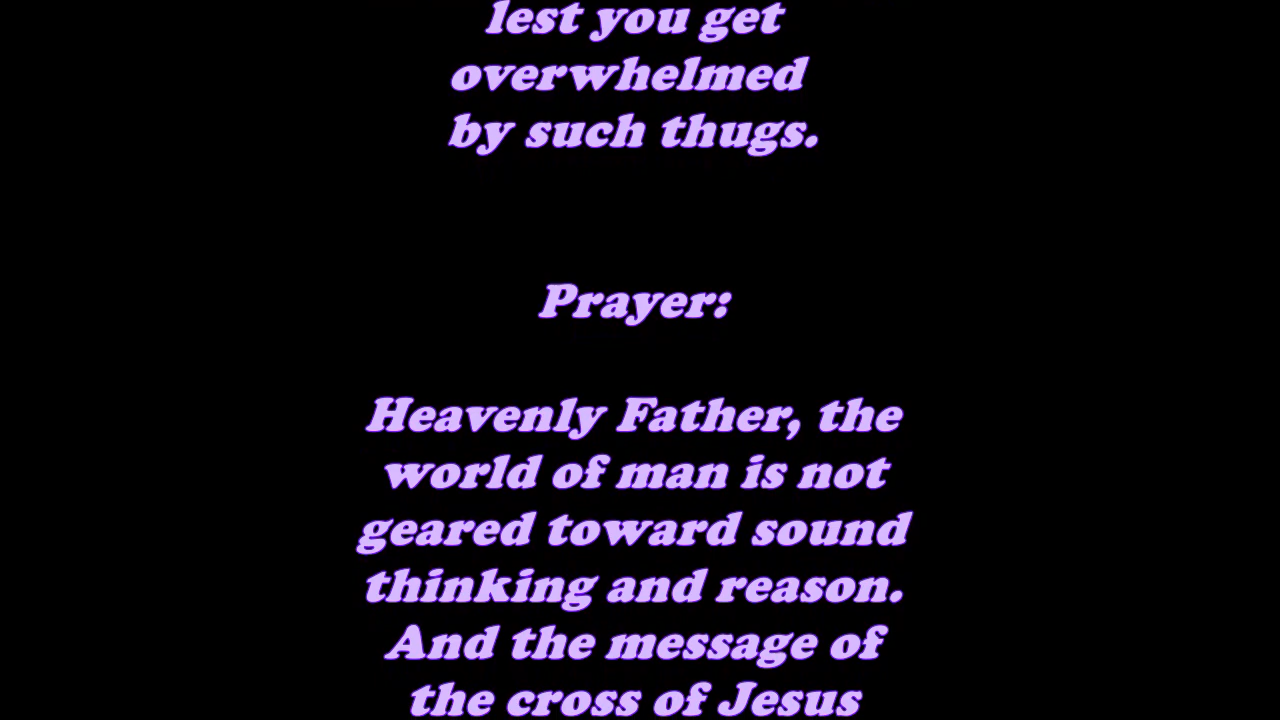 lest you get
overwhelmed
by such thugs.
Prayer:
Heavenly Father, the
world of man is not
geared toward sound
thinking and reason.
And the message of
the cross of Jesus